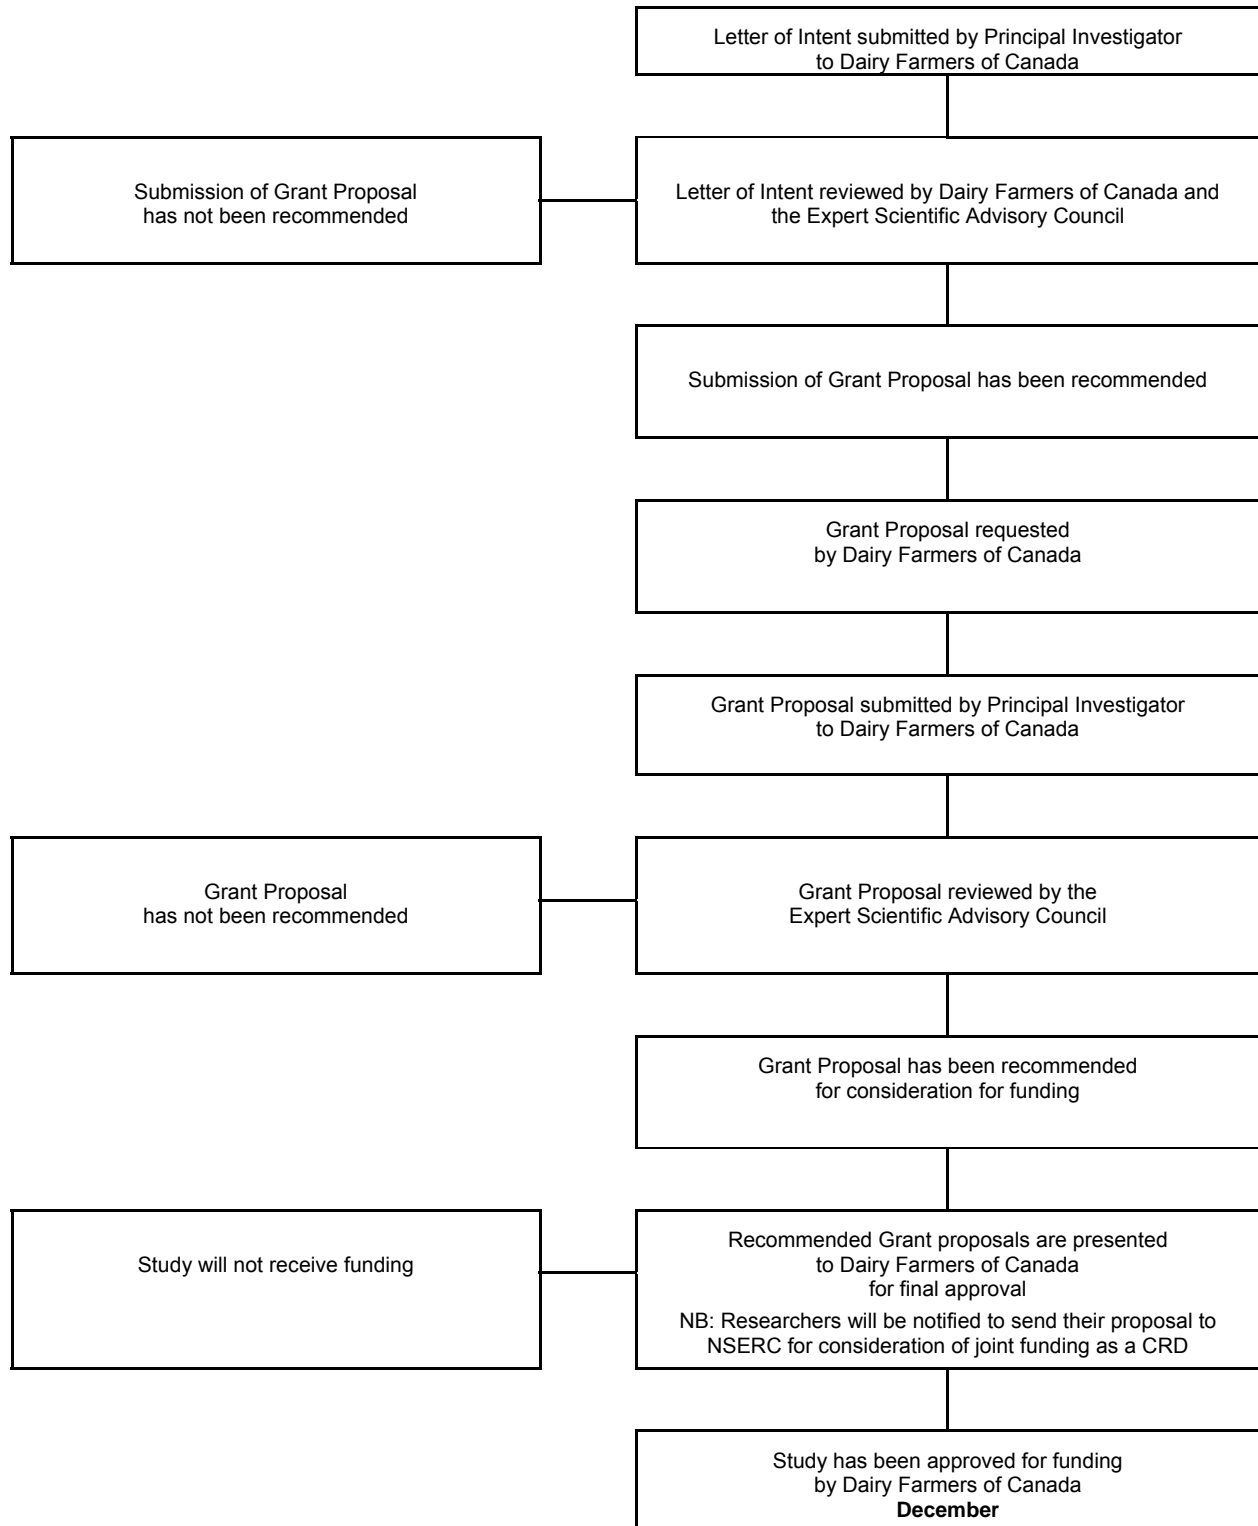 Letter of Intent submitted by Principal Investigator
to Dairy Farmers of Canada
Submission of Grant Proposal
has not been recommended
Letter of Intent reviewed by Dairy Farmers of Canada and
the Expert Scientific Advisory Council
Submission of Grant Proposal has been recommended
Grant Proposal requested
by Dairy Farmers of Canada
Grant Proposal submitted by Principal Investigator
to Dairy Farmers of Canada
Grant Proposal
has not been recommended
Grant Proposal reviewed by the
Expert Scientific Advisory Council
Grant Proposal has been recommended
for consideration for funding
Study will not receive funding
Recommended Grant proposals are presented
to Dairy Farmers of Canada
for final approval
NB: Researchers will be notified to send their proposal to
NSERC for consideration of joint funding as a CRD
Study has been approved for funding
by Dairy Farmers of Canada
December